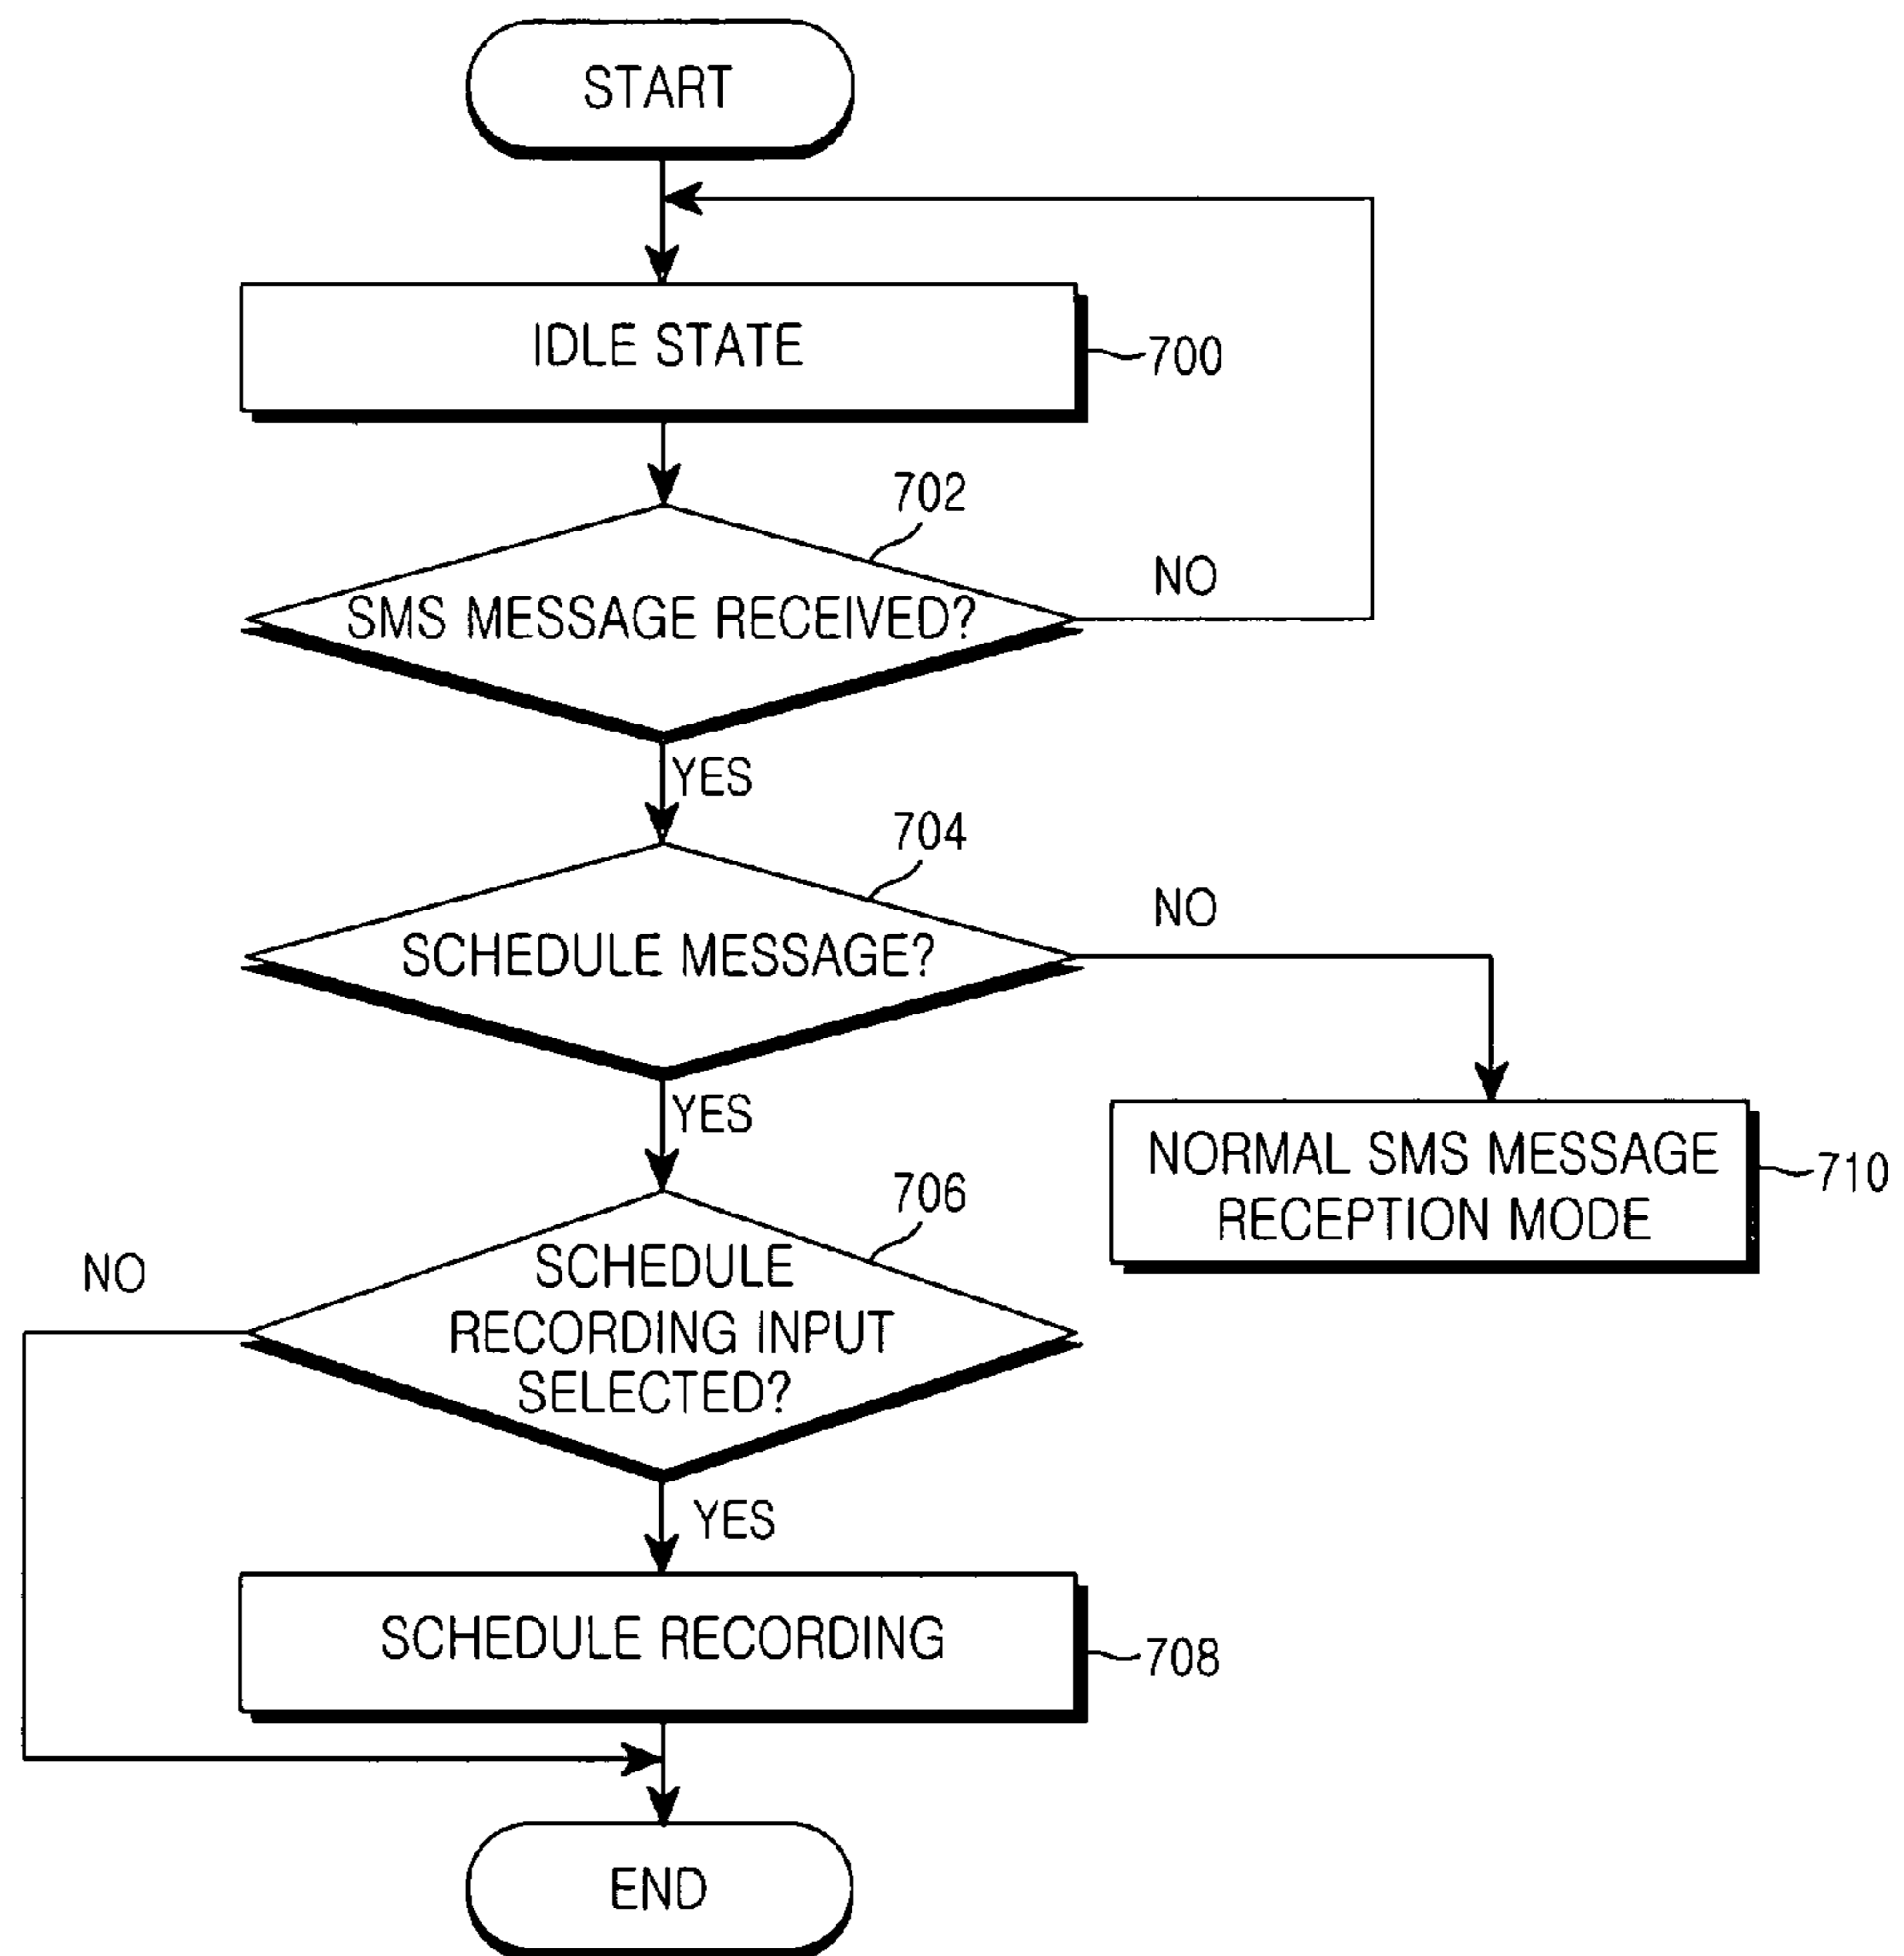 START
IDLE STATE
700
702
SMS MESSAGE RECEIVED?
NO
YES
704
SCHEDULE MESSAGE?
NO
YES
NORMAL SMS MESSAGE
RECEPTION MODE
710
706
SCHEDULE
RECORDING INPUT
SELECTED?
NO
YES
SCHEDULE RECORDING
708
END